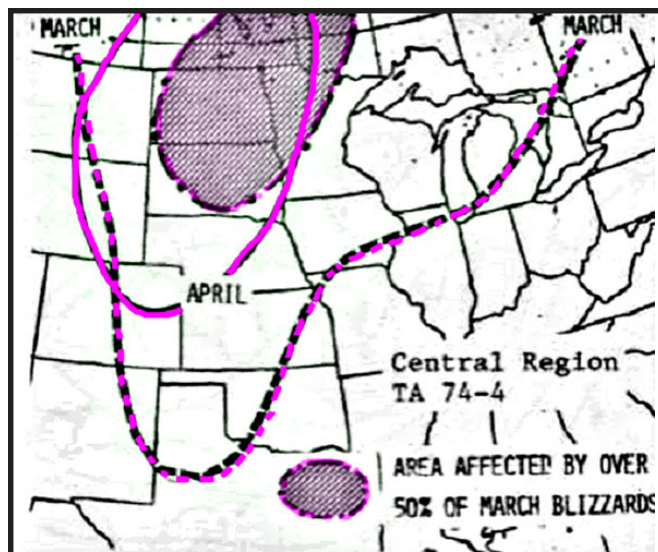 MARCH
MARCH
APRIL
Central Region
TA 74-4
AREA AFFECTED BY OVER
50% OF MARCH BLIZZARDS